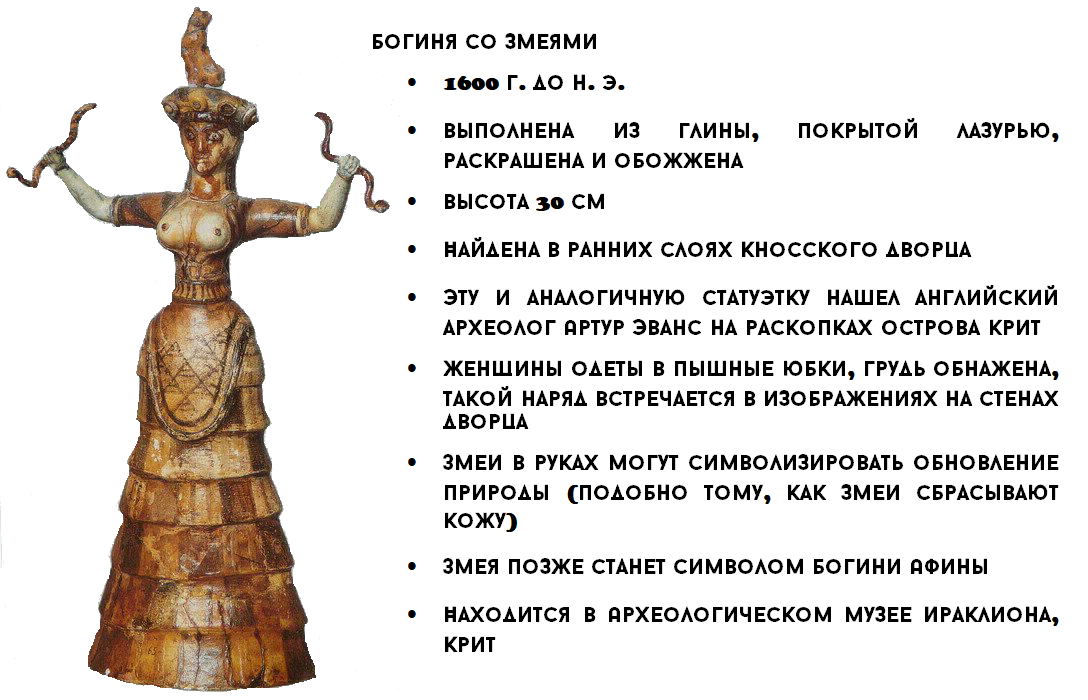 БОГИНЯ СО ЗМЕЯМИ
• 1600 Г. ДО Н. Э.
• ВЫПОЛНЕНА ИЗ ГЛИНЫ, ПОКРЫТОЙ ЛАЗУРЬЮ,
РАСКРАШЕНА И ОБОЖЖЕНА
• ВЫСОТА 30 СМ
• НАЙДЕНА В РАННИХ СЛОЯХ КНОССКОГО ДВОРЦА
• ЭТУ И АНАЛОГИЧНУЮ СТАТУЭТКУ НАШЕЛ АНГЛИЙСКИЙ
АРХЕОЛОГ АРТУР ЭВАНС НА РАСКОПКАХ ОСТРОВА КРИТ
• ЖЕНЩИНЫ ОДЕТЫ В ПЫШНЫЕ ЮБКИ, ГРУДЬ ОБНАЖЕНА,
ТАКОЙ НАРЯД ВСТРЕЧАЕТСЯ В ИЗОБРАЖЕНИЯХ НА СТЕНАХ
ДВОРЦА
• ЗМЕИ В РУКАХ МОГУТ СИМВОЛИЗИРОВАТЬ ОБНОВЛЕНИЕ
ПРИРОДЫ (ПОДОБНО ТОМУ, КАК ЗМЕИ СБРАСЫВАЮТ
КОЖУ)
• ЗМЕЯ ПОЗЖЕ СТАНЕТ СИМВОЛОМ БОГИНИ АФИНЫ
• НАХОДИТСЯ В АРХЕОЛОГИЧЕСКОМ МУЗЕЕ ИРАКЛИОНА,
КРИТ